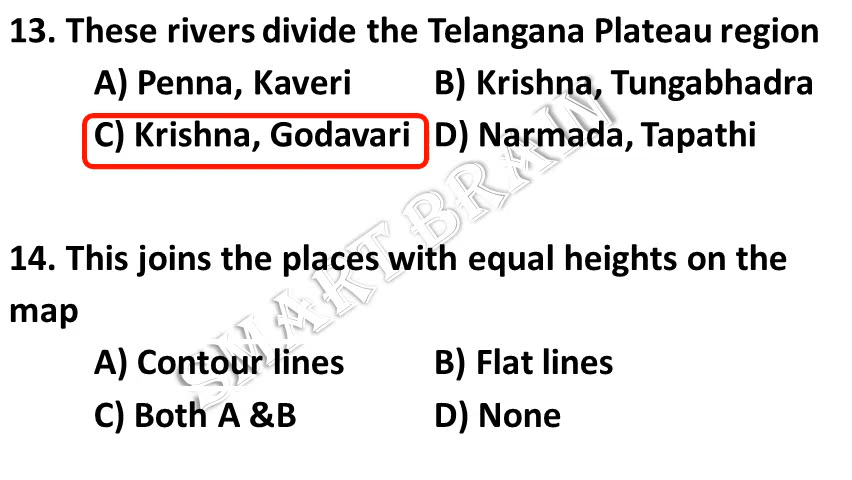 13. These rivers divide the Telangana Plateau region
A) Penna, Kaveri B) Krishna, Tungabhadra
C) Krishna, Godavari D) Narmada, Tapathi
SMART BRAIN
14. This joins the places with equal heights on the
map
A) Contour lines B) Flat lines
C) Both A &B D) None